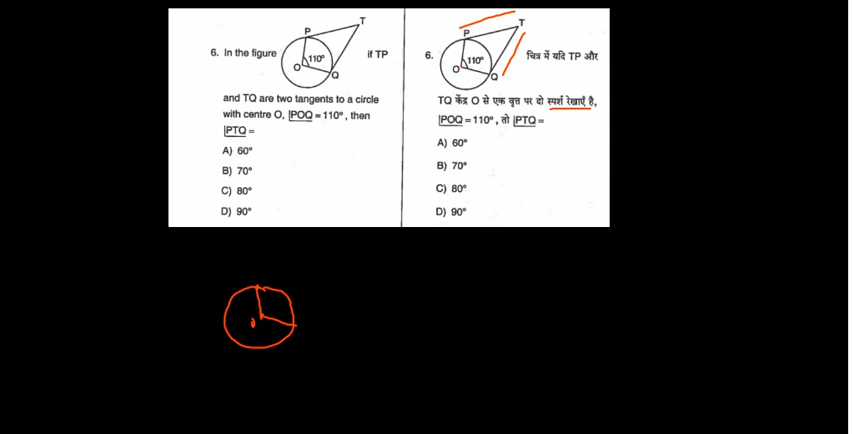 P
T
6. In the figure
110°
O
Q
if TP
and TQ are two tangents to a circle
with centre O, |POQ = 110°, then
|PTQ =
A) 60°
B) 70°
C) 80°
D) 90°
P
T
6.
110°
O
Q
चित्र में यदि TP और
TQ केंद्र O से एक वृत्त पर दो स्पर्श रेखाएँ है,
|POQ = 110°, तो |PTQ =
A) 60°
B) 70°
C) 80°
D) 90°
0